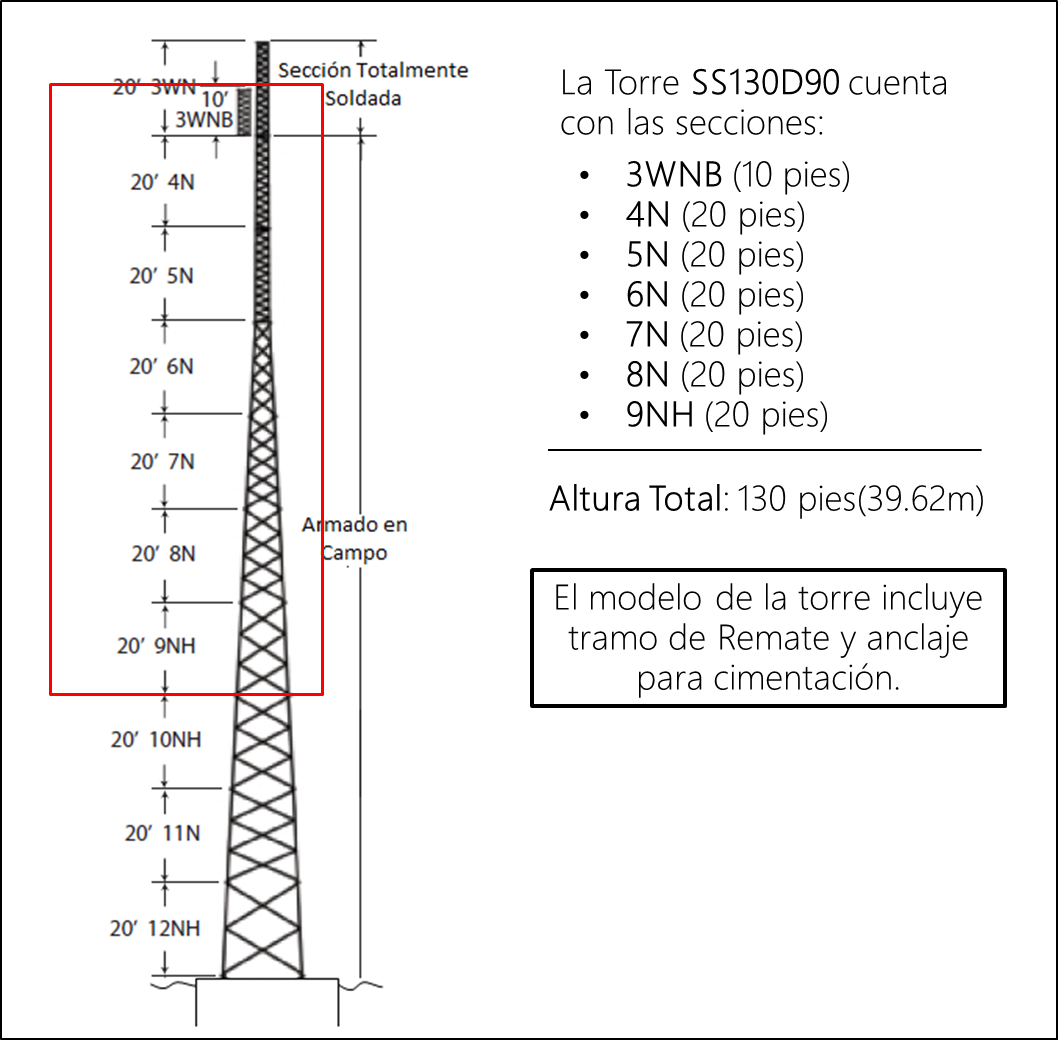 20' 3WN
10'
3WNB
Sección Totalmente
Soldada
20' 4N
20' 5N
20' 6N
20' 7N
20' 8N
Armado en
Campo
20' 9NH
20' 10NH
20' 11N
20' 12NH
La Torre SS130D90 cuenta
con las secciones:
• 3WNB (10 pies)
• 4N (20 pies)
• 5N (20 pies)
• 6N (20 pies)
• 7N (20 pies)
• 8N (20 pies)
• 9NH (20 pies)
Altura Total: 130 pies(39.62m)
El modelo de la torre incluye
tramo de Remate y anclaje
para cimentación.